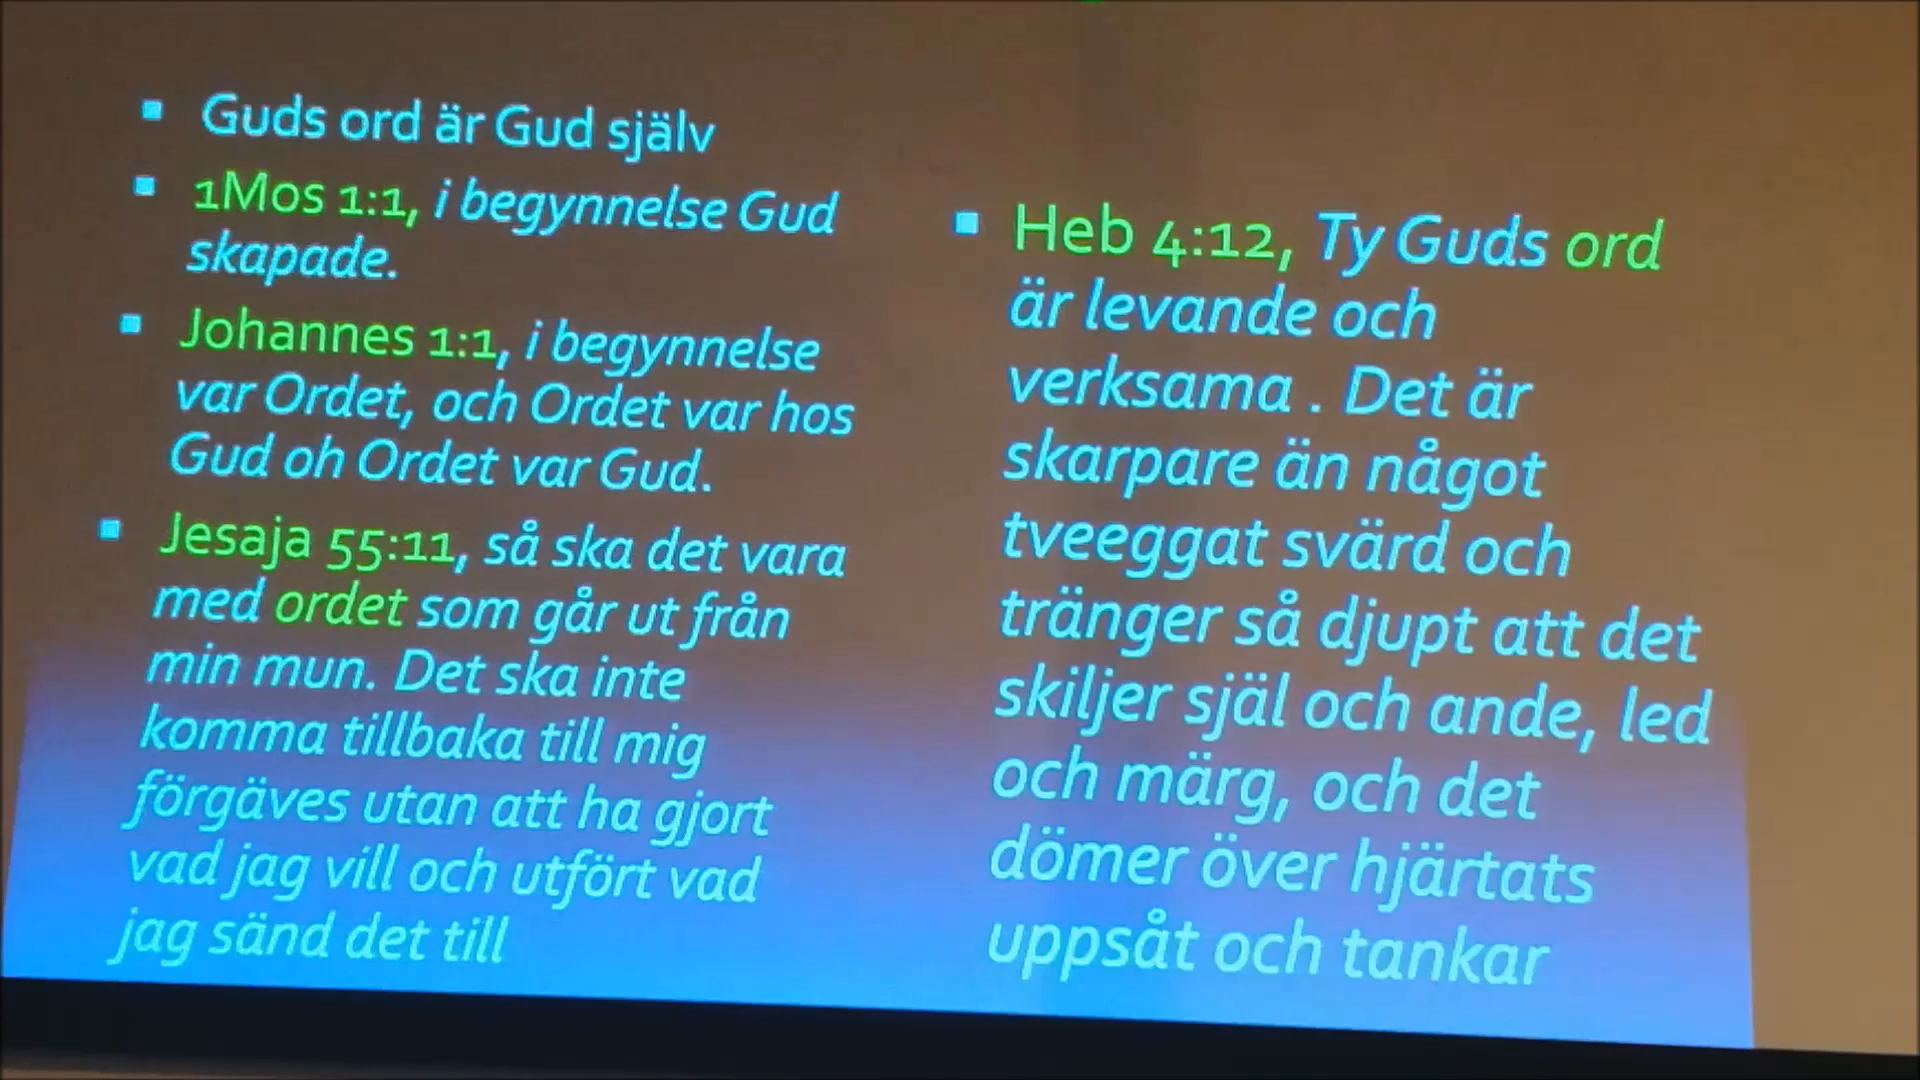 Guds ord är Gud själv
1Mos 1:1, i begynnelse Gud
skapade.
Johannes 1:1, i begynnelse
var Ordet, och Ordet var hos
Gud oh Ordet var Gud.
Jesaja 55:11, så ska det vara
med ordet som går ut från
min mun. Det ska inte
komma tillbaka till mig
förgäves utan att ha gjort
vad jag vill och utfört vad
jag sänd det till
Heb 4:12, Ty Guds ord
är levande och
verksama . Det är
skarpare än något
tveeggat svärd och
tränger så djupt att det
skiljer själ och ande, led
och märg, och det
dömer över hjärtats
uppsåt och tankar